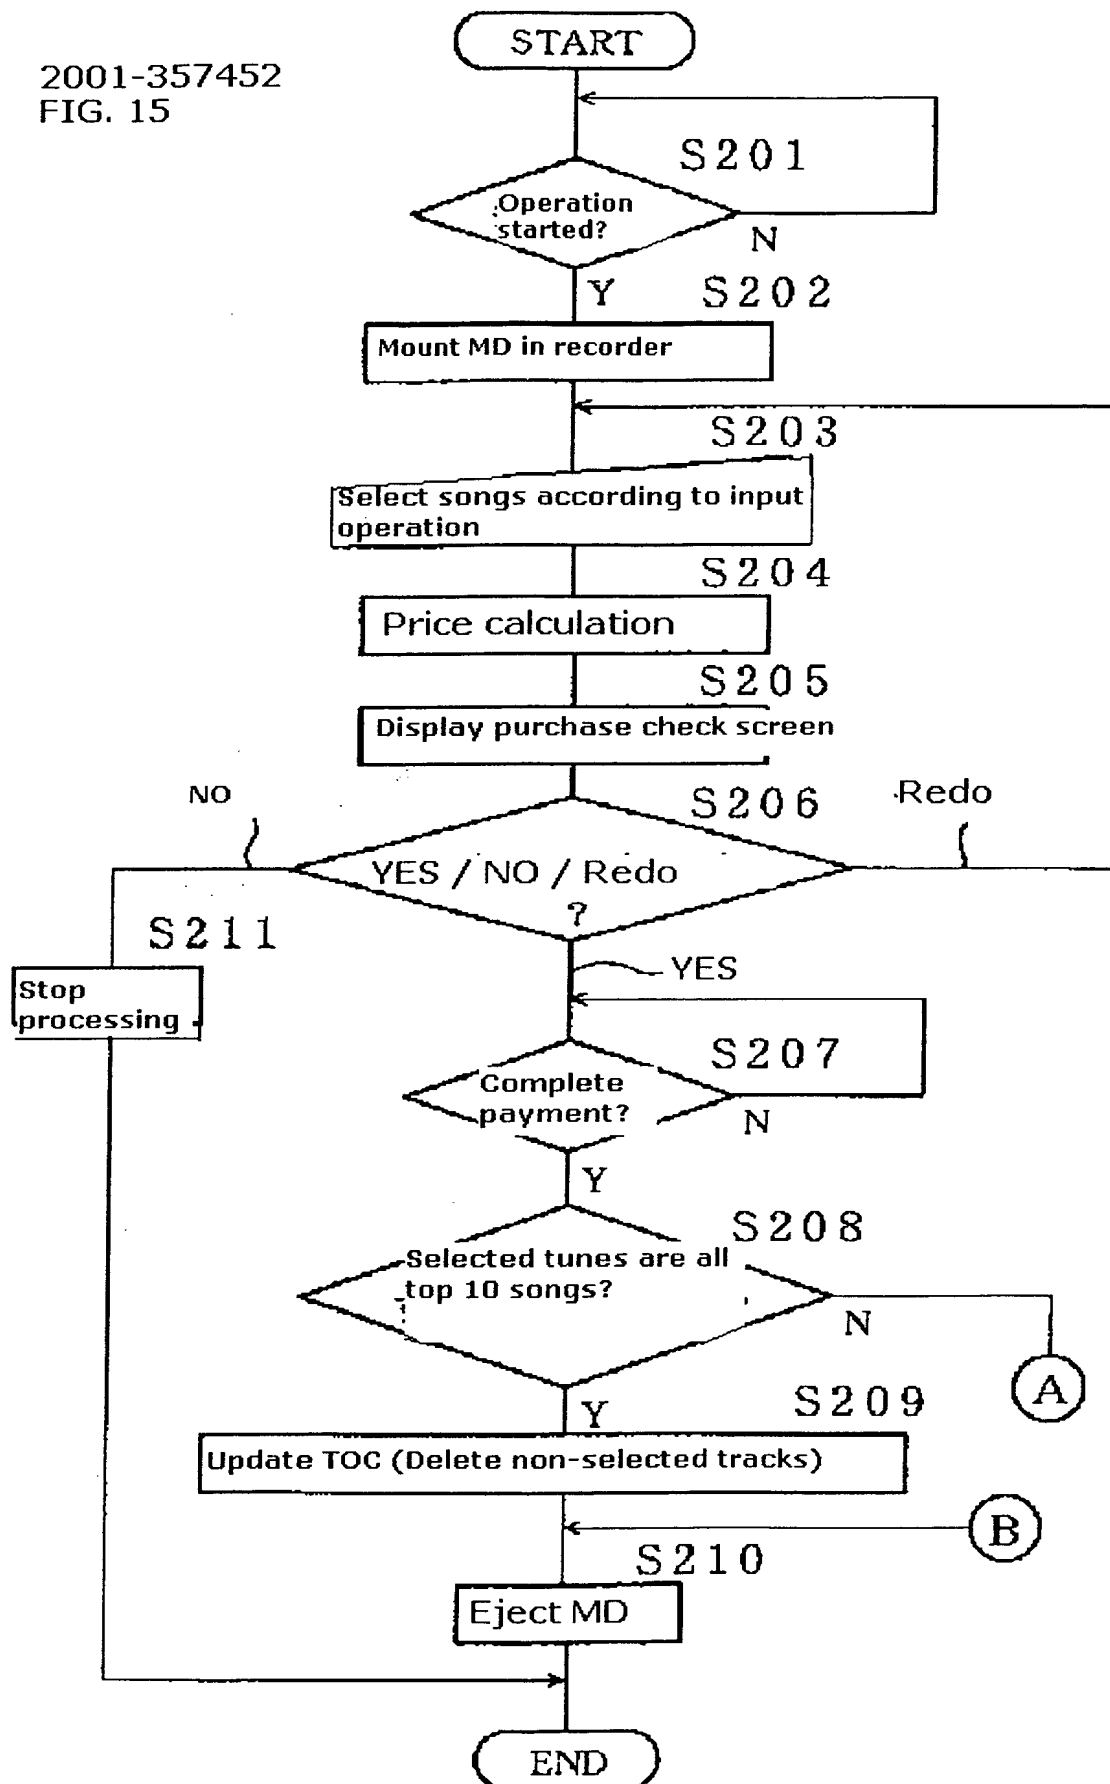 START
2001-357452
FIG. 15
S201
Operation
started?
N
Y
S202
Mount MD in recorder
S203
Select songs according to input
operation
S204
Price calculation
S205
Display purchase check screen
NO
S206
Redo
YES / NO / Redo
?
S211
YES
Stop
processing
S207
Complete
payment?
N
Y
S208
Selected tunes are all
top 10 songs?
N
A
Y
S209
Update TOC (Delete non-selected tracks)
B
S210
Eject MD
END